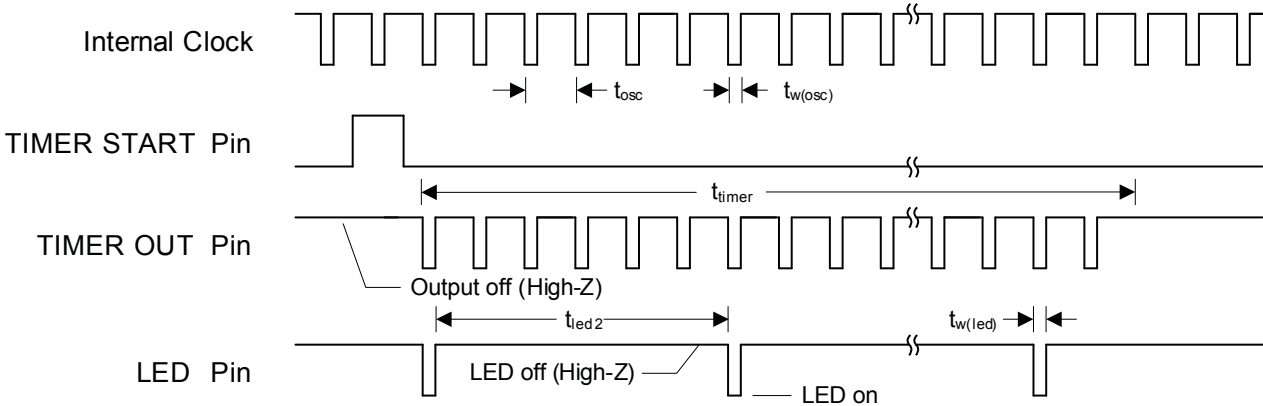 Internal Clock
tosc
tw(osc)
TIMER START Pin
ttimer
TIMER OUT Pin
Output off (High-Z)
tled2
tw(led)
LED Pin
LED off (High-Z)
LED on